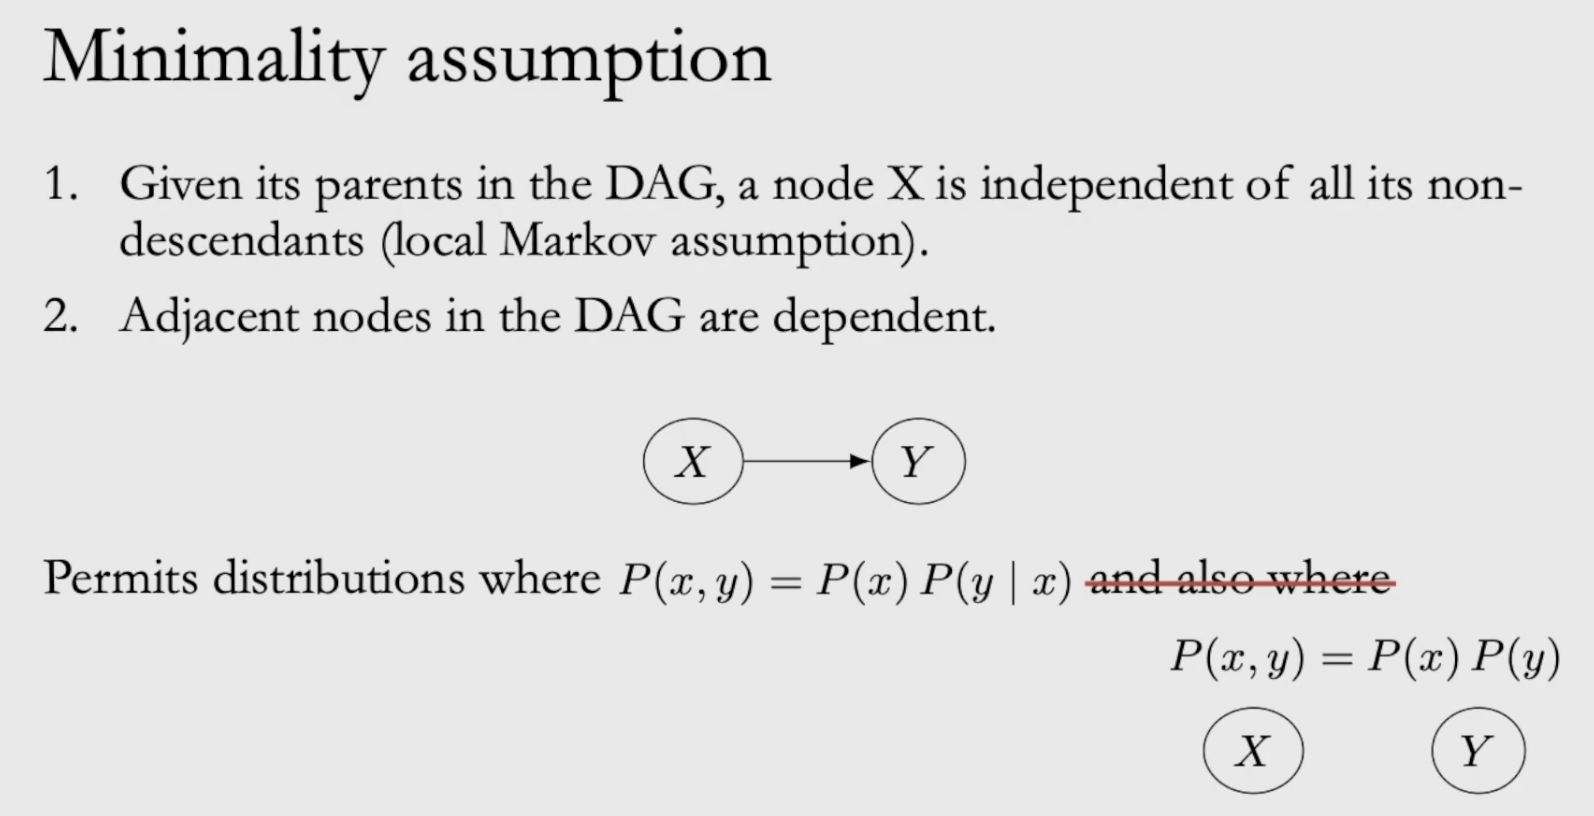 Minimality assumption
1. Given its parents in the DAG, a node X is independent of all its non-
descendants (local Markov assumption).
2. Adjacent nodes in the DAG are dependent.
X Y
Permits distributions where P(x, y) = P(x) P(y | x) and also where
P(x, y) = P(x) P(y)
X Y